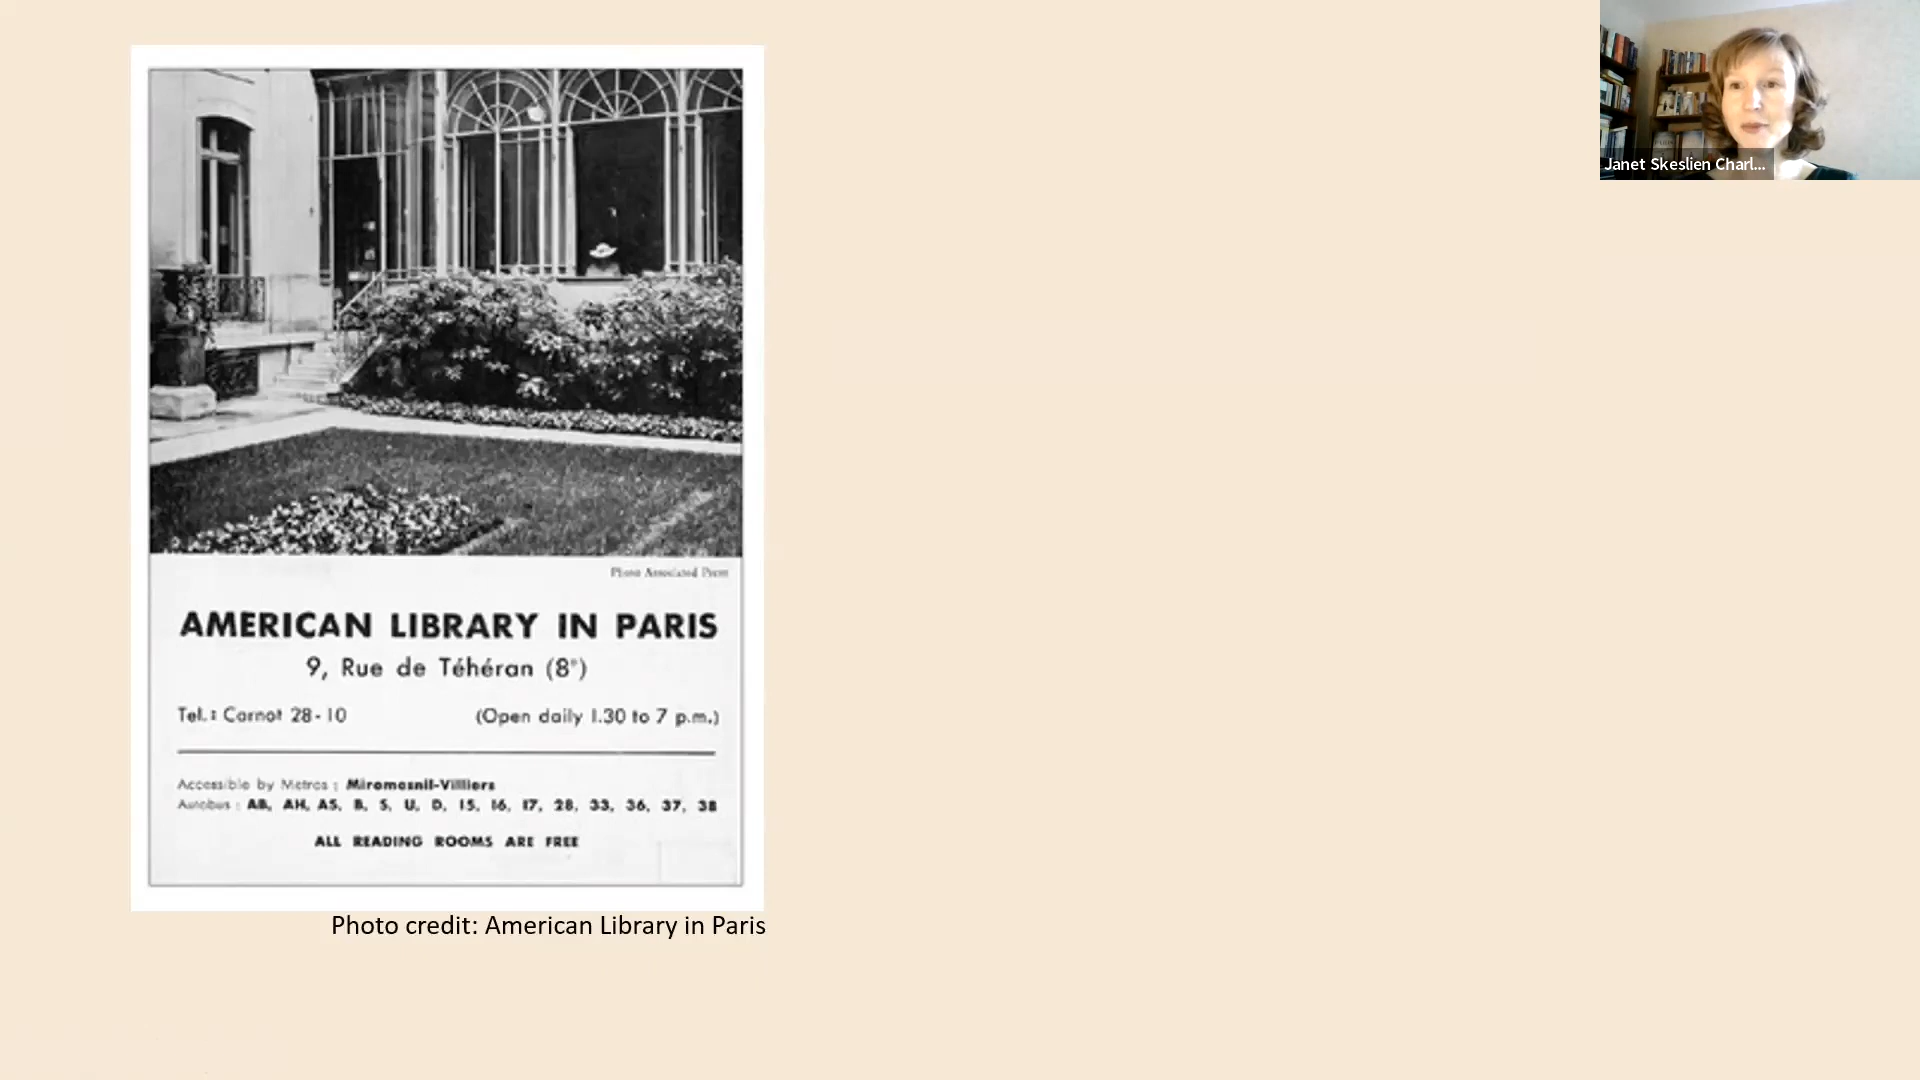 Janet Skeslien Charl...
Photo Associated Press
AMERICAN LIBRARY IN PARIS
9, Rue de Téhéran (8ᵉ)
Tel. : Carnot 28-10 (Open daily 1.30 to 7 p.m.)
Accessible by Metros : Miromesnil-Villiers
Autobus : AB, AH, AS, B, S, U, D, 15, 16, 17, 28, 33, 36, 37, 38
ALL READING ROOMS ARE FREE
Photo credit: American Library in Paris